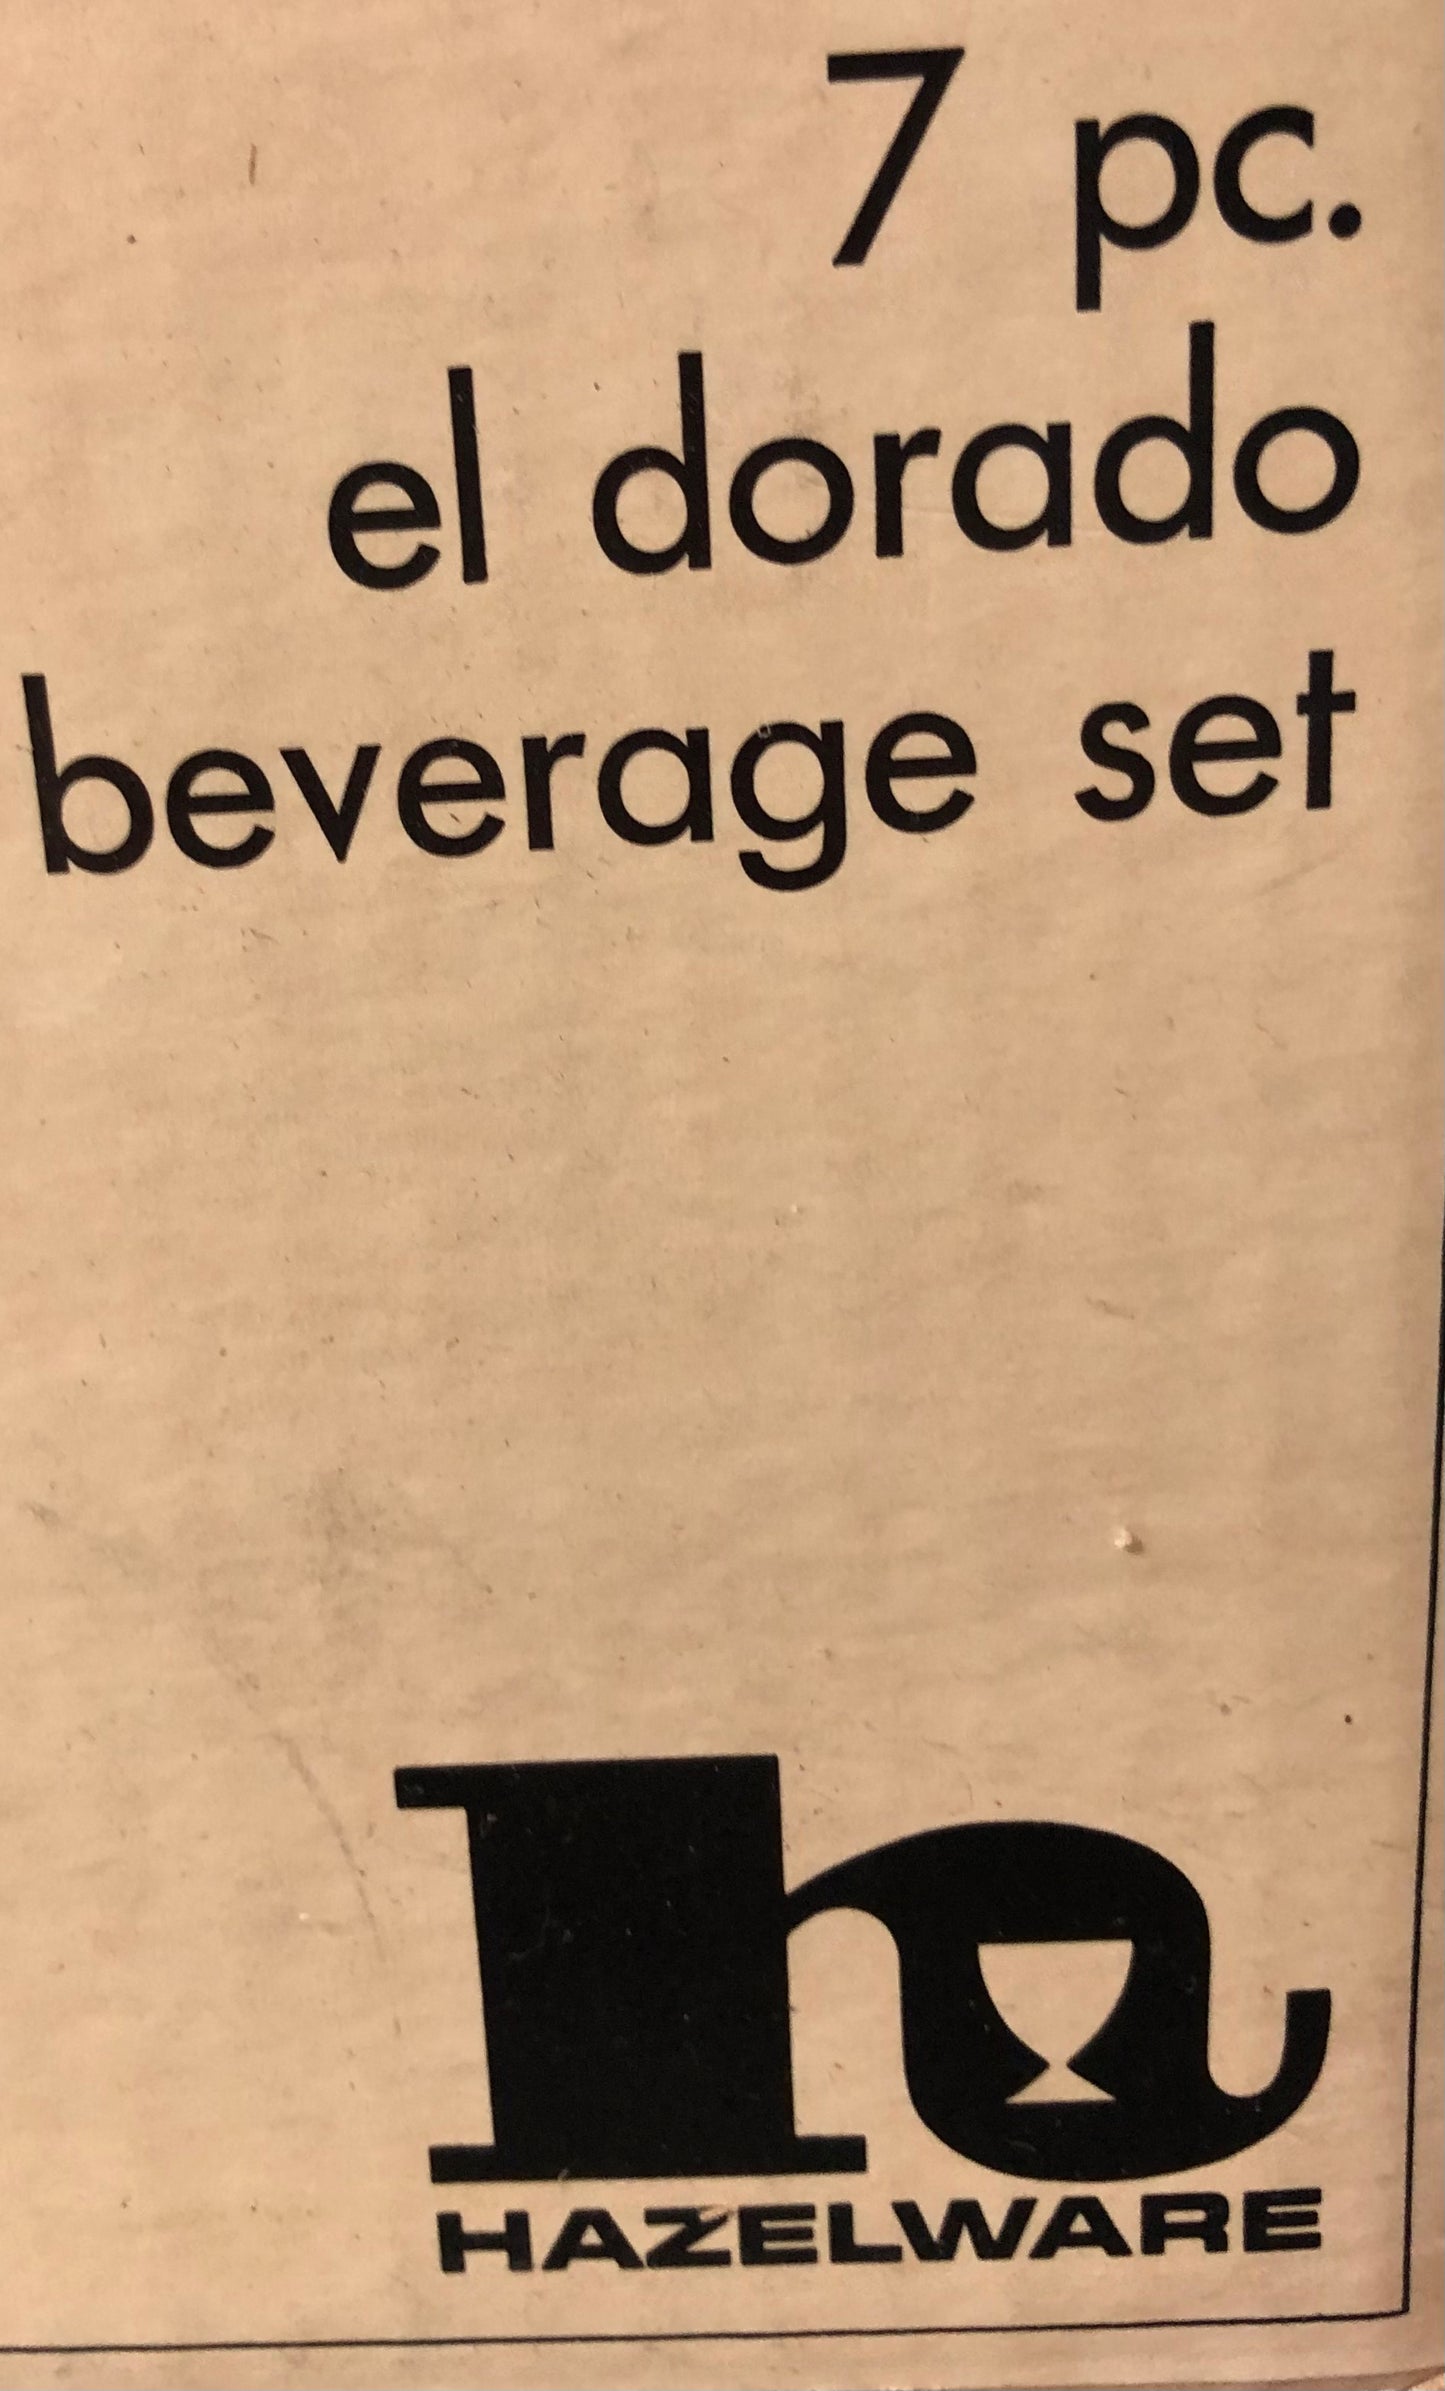 7 pc.
el dorado
beverage set
h
HAZELWARE